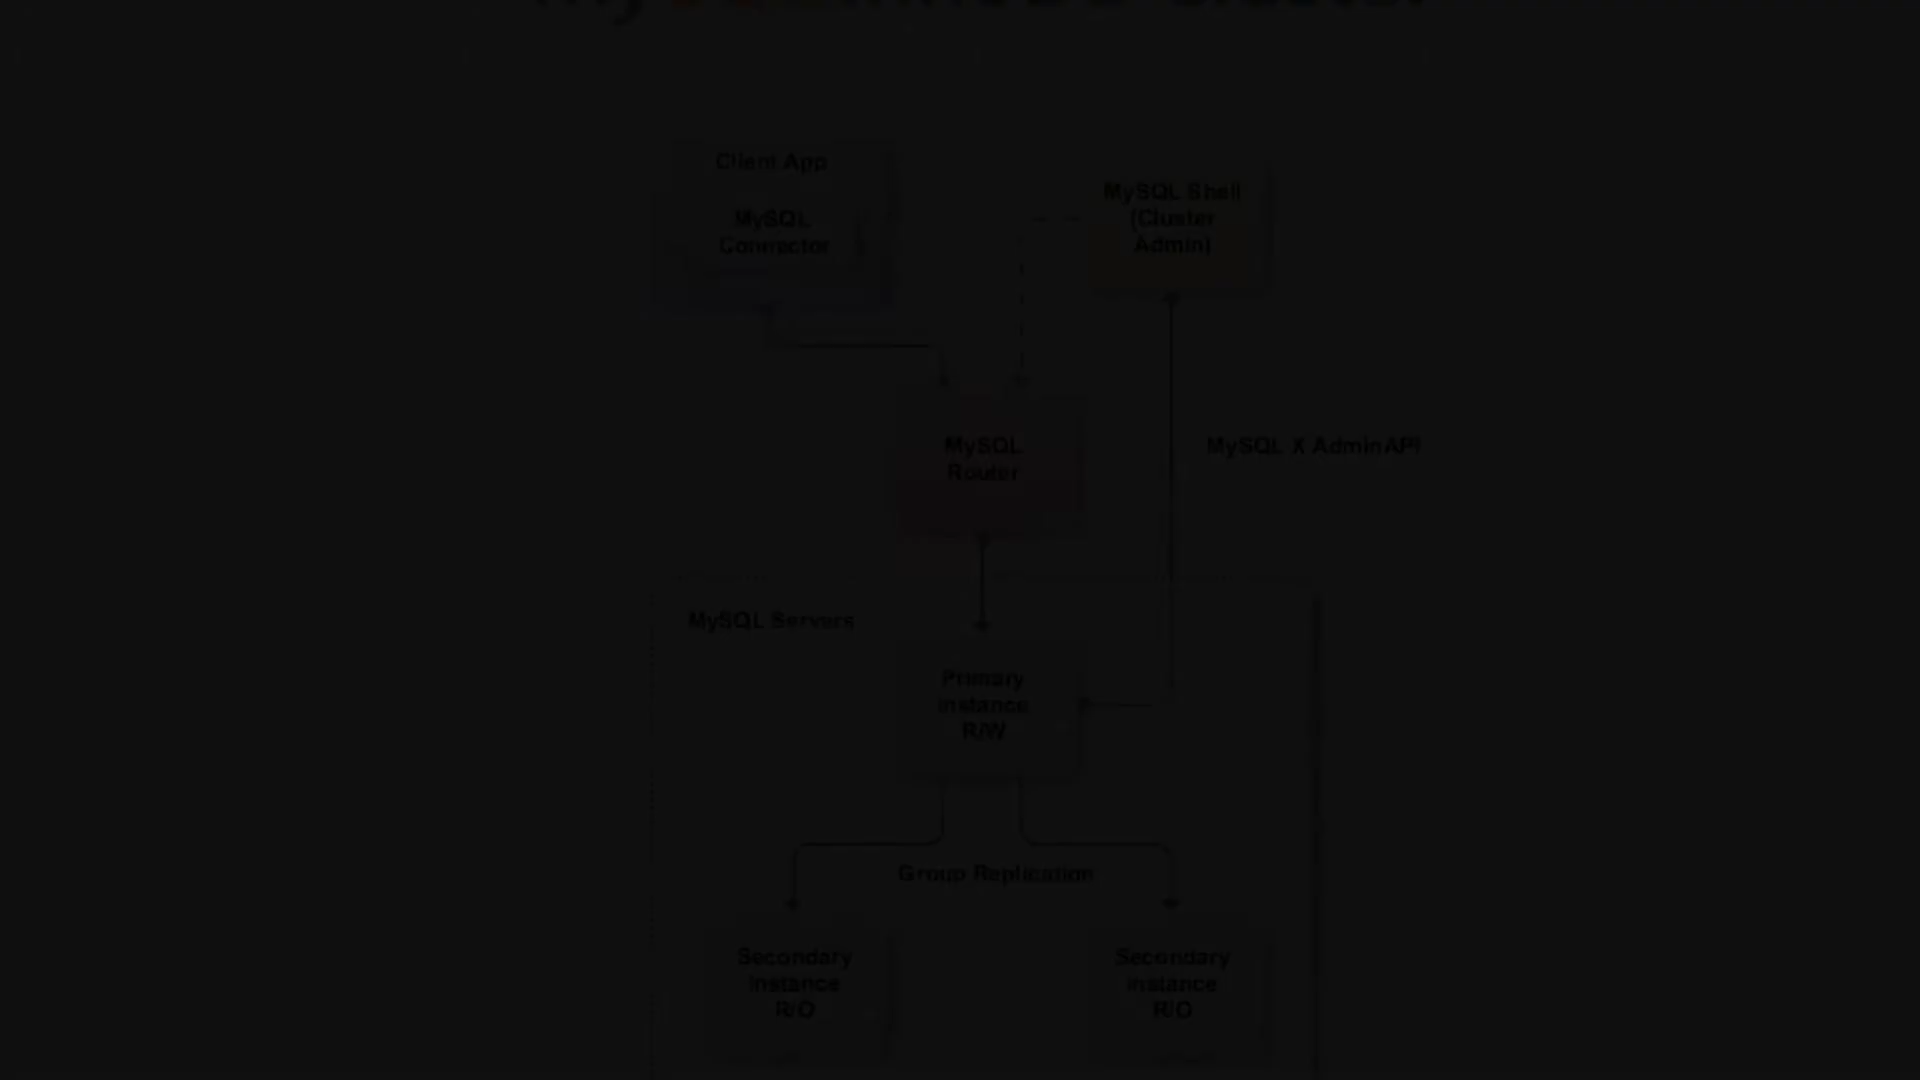 Client App
MySQL
Connector
MySQL Shell
(Cluster
Admin)
MySQL
Router
MySQL X AdminAPI
MySQL Servers
Primary
Instance
R/W
Group Replication
Secondary
Instance
R/O
Secondary
Instance
R/O